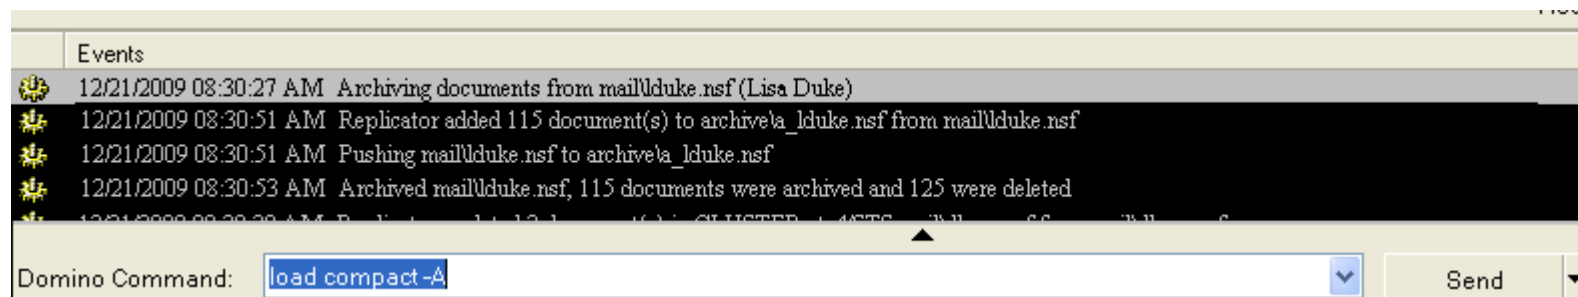 Events
12/21/2009 08:30:27 AM Archiving documents from mail\lduke.nsf (Lisa Duke)
12/21/2009 08:30:51 AM Replicator added 115 document(s) to archive\a_lduke.nsf from mail\lduke.nsf
12/21/2009 08:30:51 AM Pushing mail\lduke.nsf to archive\a_lduke.nsf
12/21/2009 08:30:53 AM Archived mail\lduke.nsf, 115 documents were archived and 125 were deleted
Domino Command: load compact -A Send